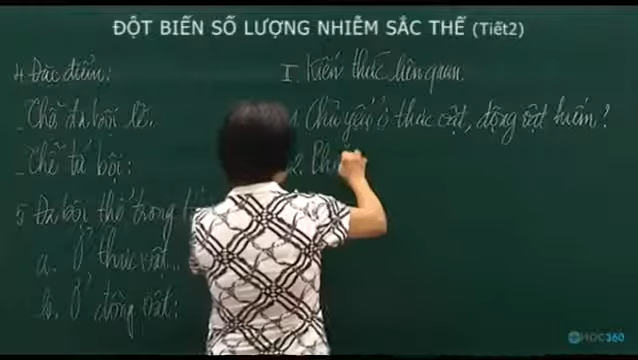 ĐỘT BIẾN SỐ LƯỢNG NHIỄM SẮC THỂ (Tiết2)
4. Đặc điểm:
- Thể đa bội lẻ.
- Thể tứ bội:
5. Đa bội thể trong t
a. Ở thực vật...
b. Ở động vật:
I. Kiến thức liên quan.
1. Chủ yếu ở thực vật, động vật hiếm?
2. Ph
HOC360